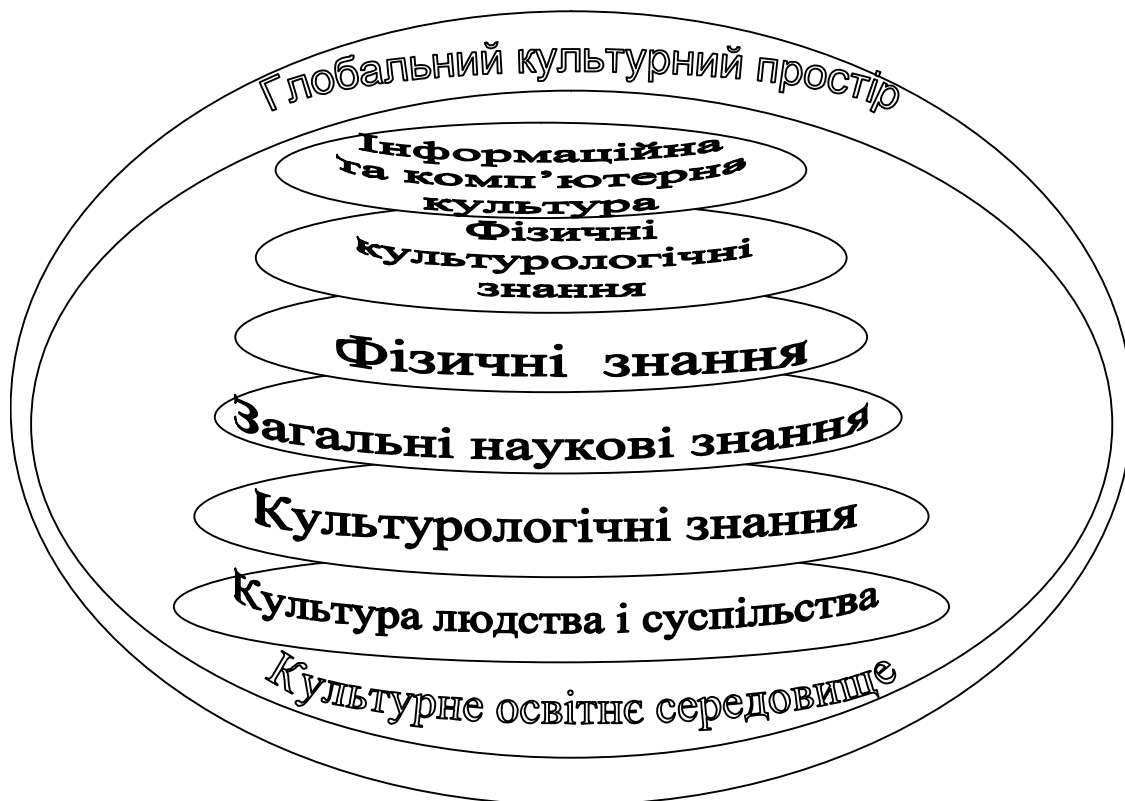 Глобальний культурний простір
Інформаційна
та комп’ютерна
культура
Фізичні
культурологічні
знання
Фізичні знання
Загальні наукові знання
Культурологічні знання
Культура людства і суспільства
Культурне освітнє середовище